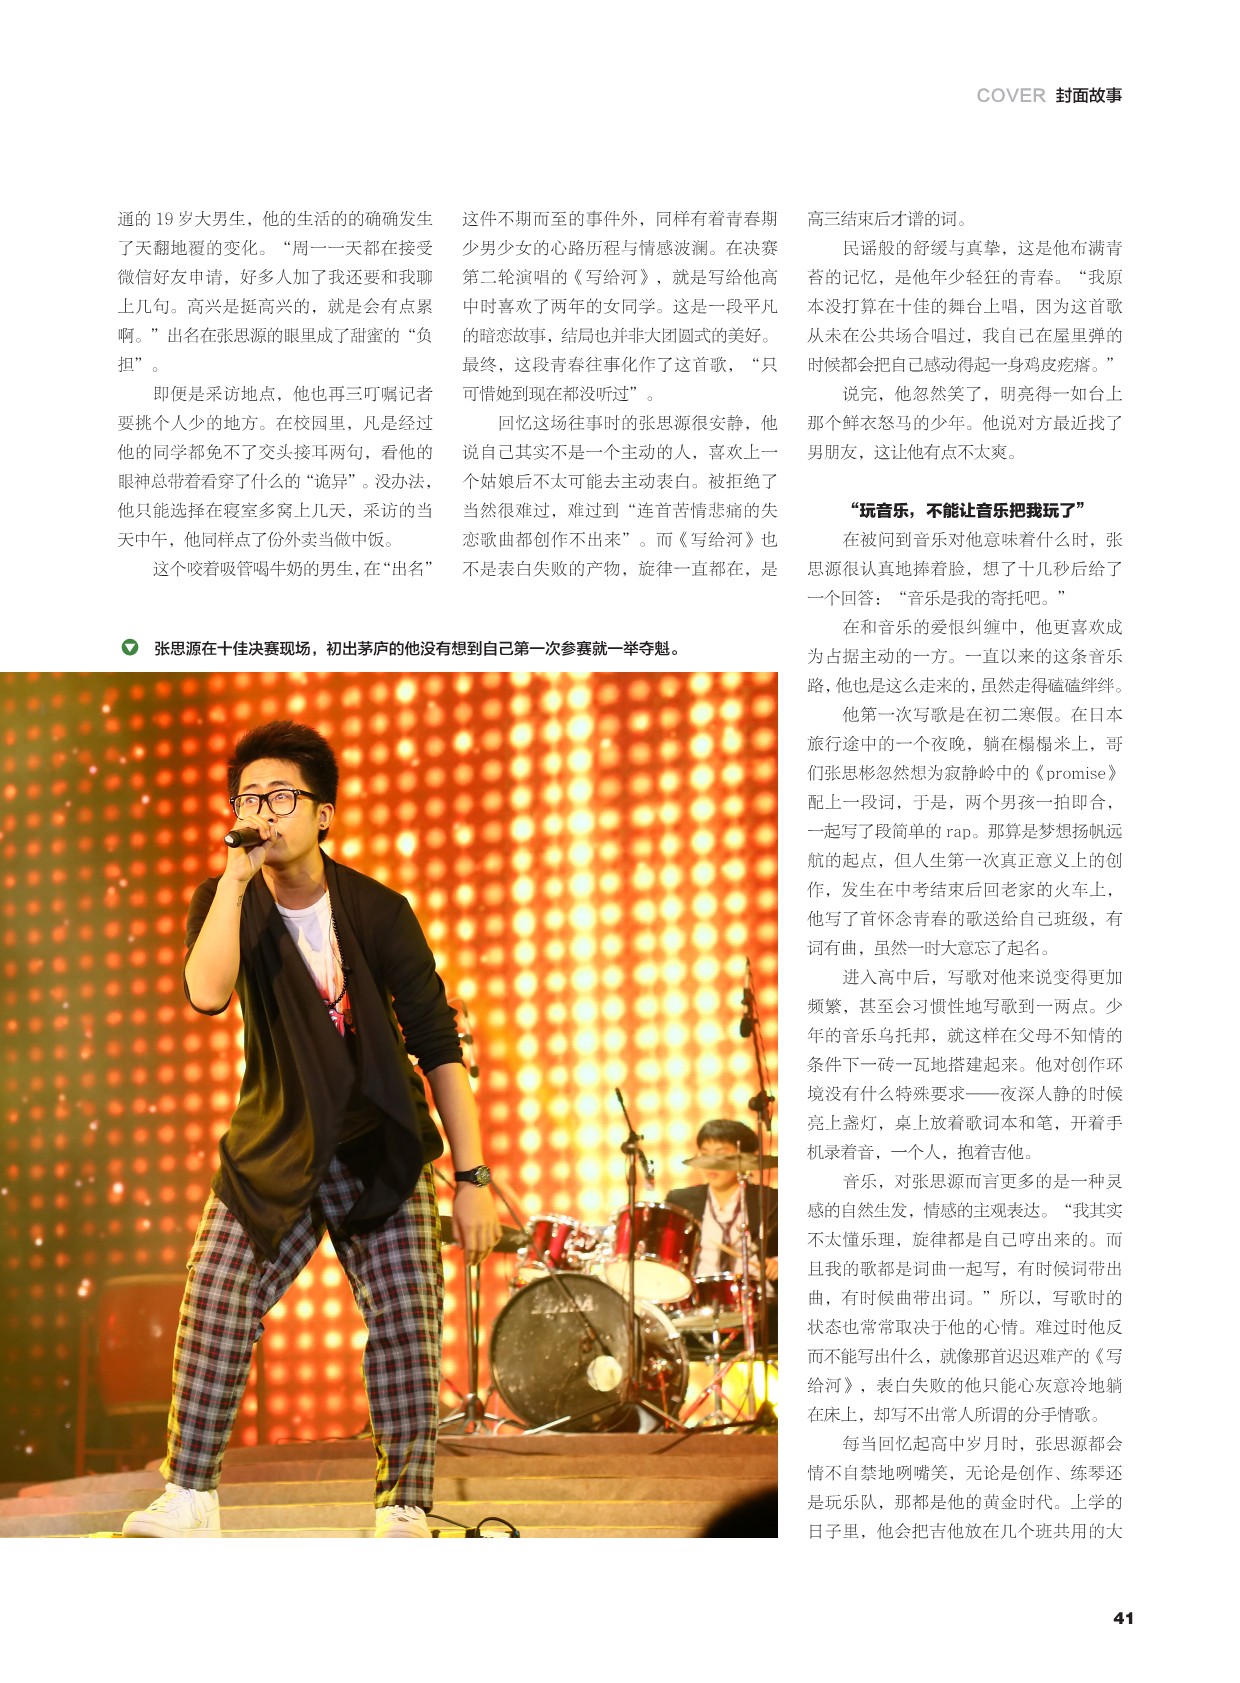 COVER 封面故事
通的 19 岁大男生，他的生活的的确确发生
了天翻地覆的变化。“周一一天都在接受
微信好友申请，好多人加了我还要和我聊
上几句。高兴是挺高兴的，就是会有点累
啊。”出名在张思源的眼里成了甜蜜的“负
担”。
即便是采访地点，他也再三叮嘱记者
要挑个人少的地方。在校园里，凡是经过
他的同学都免不了交头接耳两句，看他的
眼神总带着看穿了什么的“诡异”。没办法，
他只能选择在寝室多窝上几天，采访的当
天中午，他同样点了份外卖当做中饭。
这个咬着吸管喝牛奶的男生，在“出名”
这件不期而至的事件外，同样有着青春期
少男少女的心路历程与情感波澜。在决赛
第二轮演唱的《写给河》，就是写给他高
中时喜欢了两年的女同学。这是一段平凡
的暗恋故事，结局也并非大团圆式的美好。
最终，这段青春往事化作了这首歌，“只
可惜她到现在都没听过”。
回忆这场往事时的张思源很安静，他
说自己其实不是一个主动的人，喜欢上一
个姑娘后不太可能去主动表白。被拒绝了
当然很难过，难过到“连首苦情悲痛的失
恋歌曲都创作不出来”。而《写给河》也
不是表白失败的产物，旋律一直都在，是
高三结束后才谱的词。
民谣般的舒缓与真挚，这是他布满青
苔的记忆，是他年少轻狂的青春。“我原
本没打算在十佳的舞台上唱，因为这首歌
从未在公共场合唱过，我自己在屋里弹的
时候都会把自己感动得起一身鸡皮疙瘩。”
说完，他忽然笑了，明亮得一如台上
那个鲜衣怒马的少年。他说对方最近找了
男朋友，这让他有点不太爽。
“玩音乐，不能让音乐把我玩了”
在被问到音乐对他意味着什么时，张
思源很认真地捧着脸，想了十几秒后给了
一个回答：“音乐是我的寄托吧。”
在和音乐的爱恨纠缠中，他更喜欢成
为占据主动的一方。一直以来的这条音乐
路，他也是这么走来的，虽然走得磕磕绊绊。
他第一次写歌是在初二寒假。在日本
旅行途中的一个夜晚，躺在榻榻米上，哥
们张思彬忽然想为寂静岭中的《promise》
配上一段词，于是，两个男孩一拍即合，
一起写了段简单的 rap。那算是梦想扬帆远
航的起点，但人生第一次真正意义上的创
作，发生在中考结束后回老家的火车上，
他写了首怀念青春的歌送给自己班级，有
词有曲，虽然一时大意忘了起名。
进入高中后，写歌对他来说变得更加
频繁，甚至会习惯性地写歌到一两点。少
年的音乐乌托邦，就这样在父母不知情的
条件下一砖一瓦地搭建起来。他对创作环
境没有什么特殊要求——夜深人静的时候
亮上盏灯，桌上放着歌词本和笔，开着手
机录着音，一个人，抱着吉他。
音乐，对张思源而言更多的是一种灵
感的自然生发，情感的主观表达。“我其实
不太懂乐理，旋律都是自己哼出来的。而
且我的歌都是词曲一起写，有时候词带出
曲，有时候曲带出词。”所以，写歌时的
状态也常常取决于他的心情。难过时他反
而不能写出什么，就像那首迟迟难产的《写
给河》，表白失败的他只能心灰意冷地躺
在床上，却写不出常人所谓的分手情歌。
每当回忆起高中岁月时，张思源都会
情不自禁地咧嘴笑，无论是创作、练琴还
是玩乐队，那都是他的黄金时代。上学的
日子里，他会把吉他放在几个班共用的大
张思源在十佳决赛现场，初出茅庐的他没有想到自己第一次参赛就一举夺魁。
41